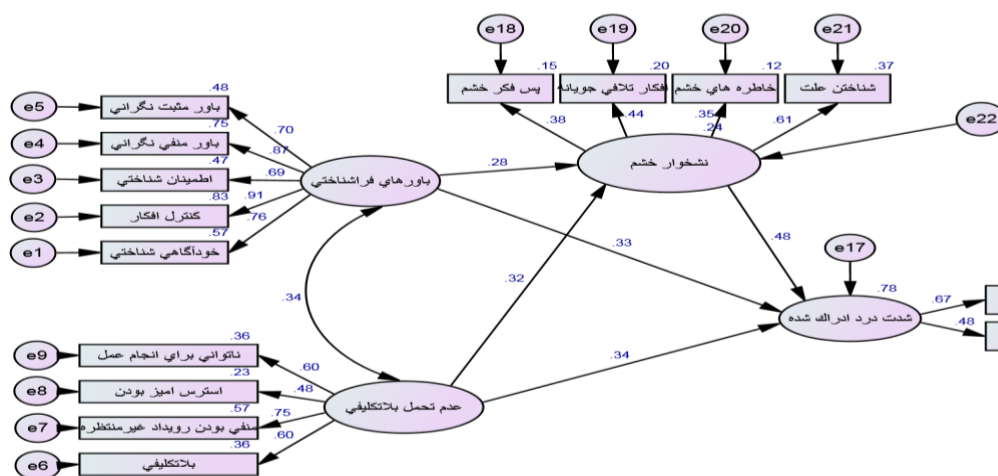 e18
e19
e20
e21
.15
.20
.12
.37
پس فکر خشم
افکار تلافي جويانه
خاطره هاي خشم
شناختن علت
.38
.44
.35
.61
.24
نشخوار خشم
e22
e5
.48
باور مثبت نگراني
e4
.75
باور منفي نگراني
e3
.47
اطمينان شناختي
e2
.83
کنترل افکار
e1
.57
خودآگاهي شناختي
.70
.87
.69
.91
.76
باورهاي فراشناختي
.28
.33
.48
.32
.34
e17
.78
شدت درد ادراك شده
.67
.48
.34
e9
.36
ناتواني براي انجام عمل
e8
.23
استرس اميز بودن
e7
.57
منفي بودن رويداد غيرمنتظره
e6
.36
بلاتکليفي
.60
.48
.75
.60
عدم تحمل بلاتکليفي